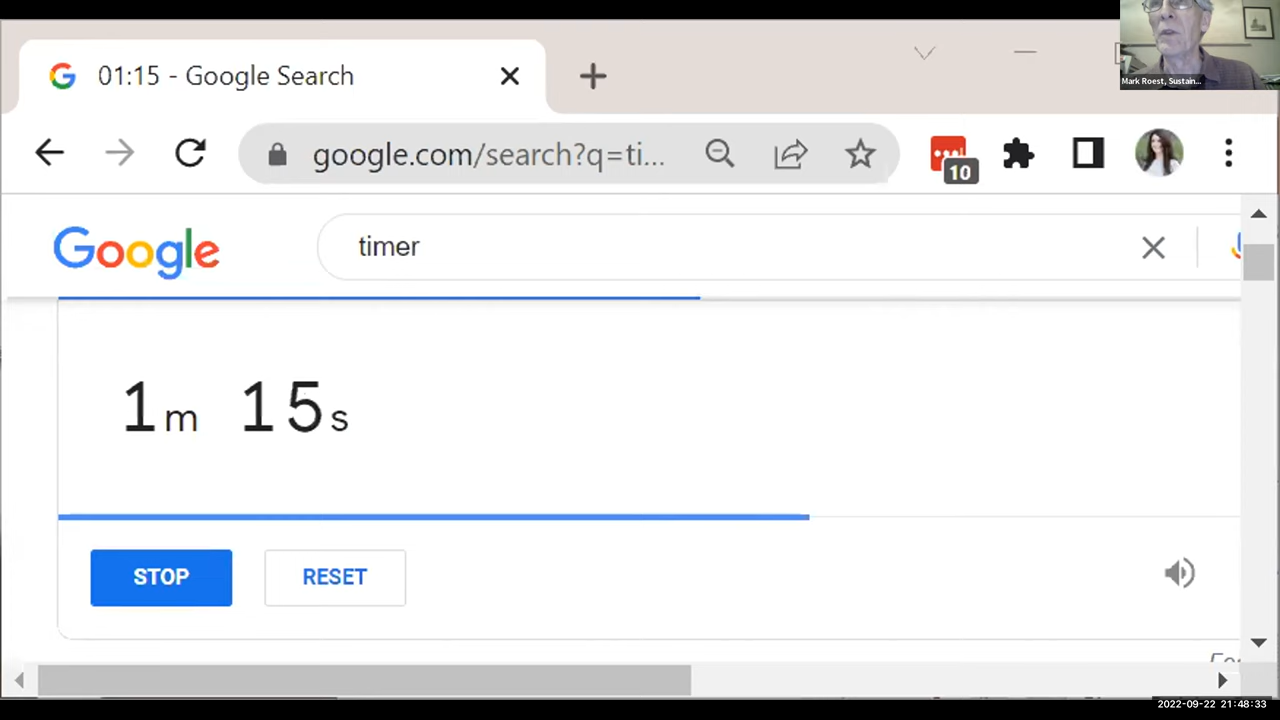 01:15 - Google Search
Mark Roest, Sustain...
google.com/search?q=ti...
10
Google
timer
1m 15s
STOP
RESET
2022-09-22 21:48:33